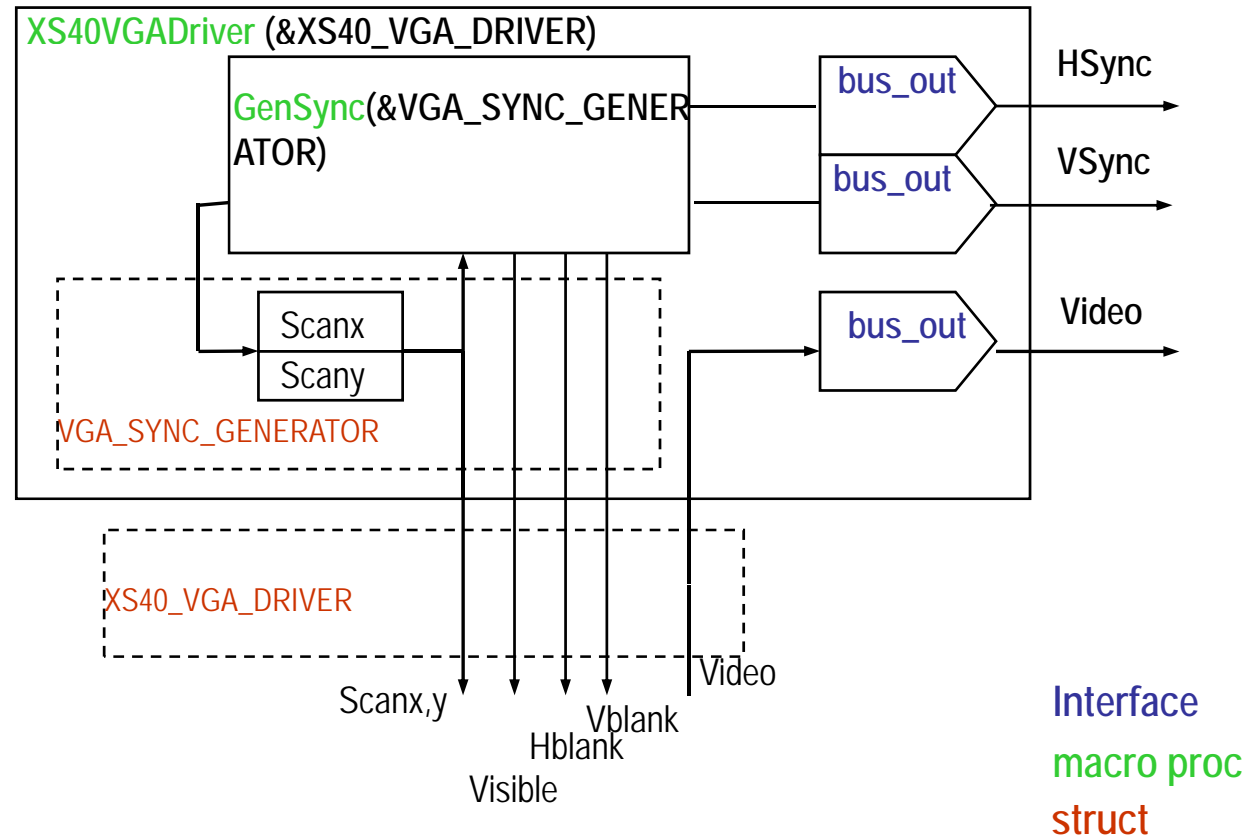 XS40VGADriver (&XS40_VGA_DRIVER)
GenSync(&VGA_SYNC_GENER
ATOR)
bus_out
HSync
bus_out
VSync
Scanx
Scany
bus_out
Video
VGA_SYNC_GENERATOR
XS40_VGA_DRIVER
Scanx,y
Visible
Hblank
Vblank
Video
Interface
macro proc
struct